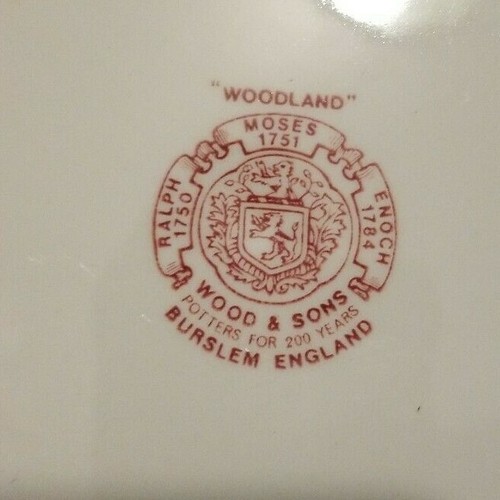 "WOODLAND"
MOSES
1751
RALPH
1750
ENOCH
1784
WOOD & SONS
POTTERS FOR 200 YEARS
BURSLEM ENGLAND